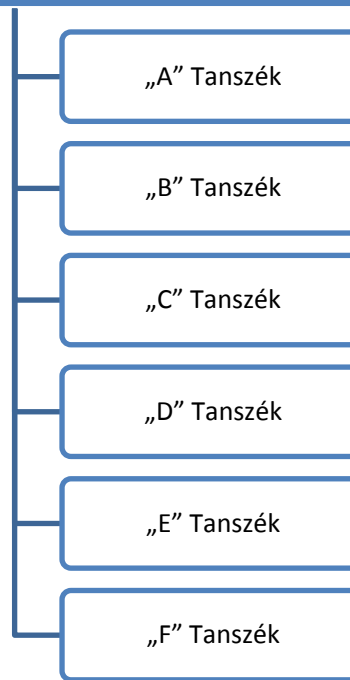 „A” Tanszék
„B” Tanszék
„C” Tanszék
„D” Tanszék
„E” Tanszék
„F” Tanszék